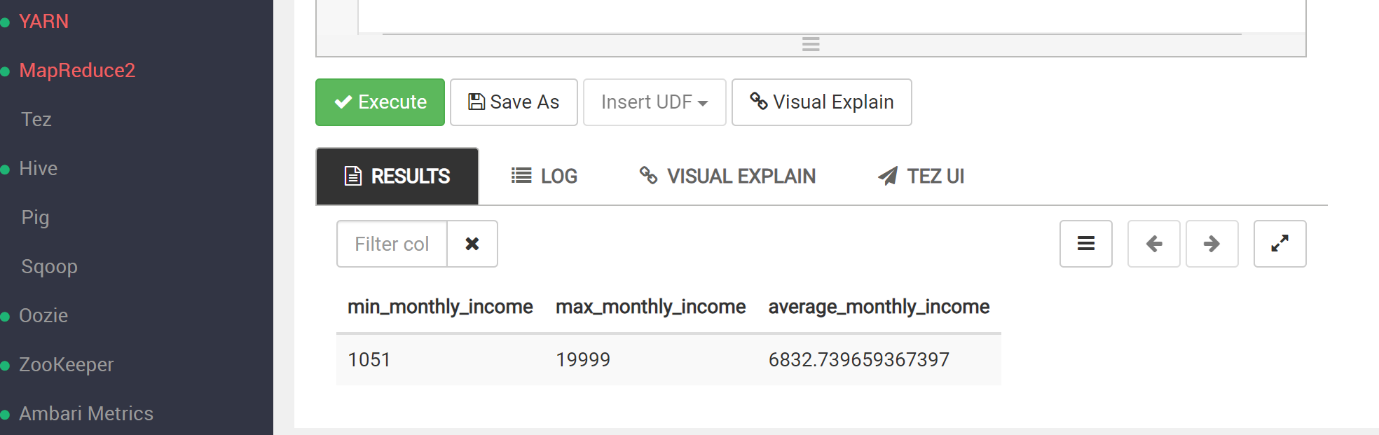 YARN
MapReduce2
Tez
Hive
Pig
Sqoop
Oozie
ZooKeeper
Ambari Metrics
Execute Save As Insert UDF Visual Explain
RESULTS LOG VISUAL EXPLAIN TEZ UI
Filter col
min_monthly_income max_monthly_income average_monthly_income
1051 19999 6832.739659367397